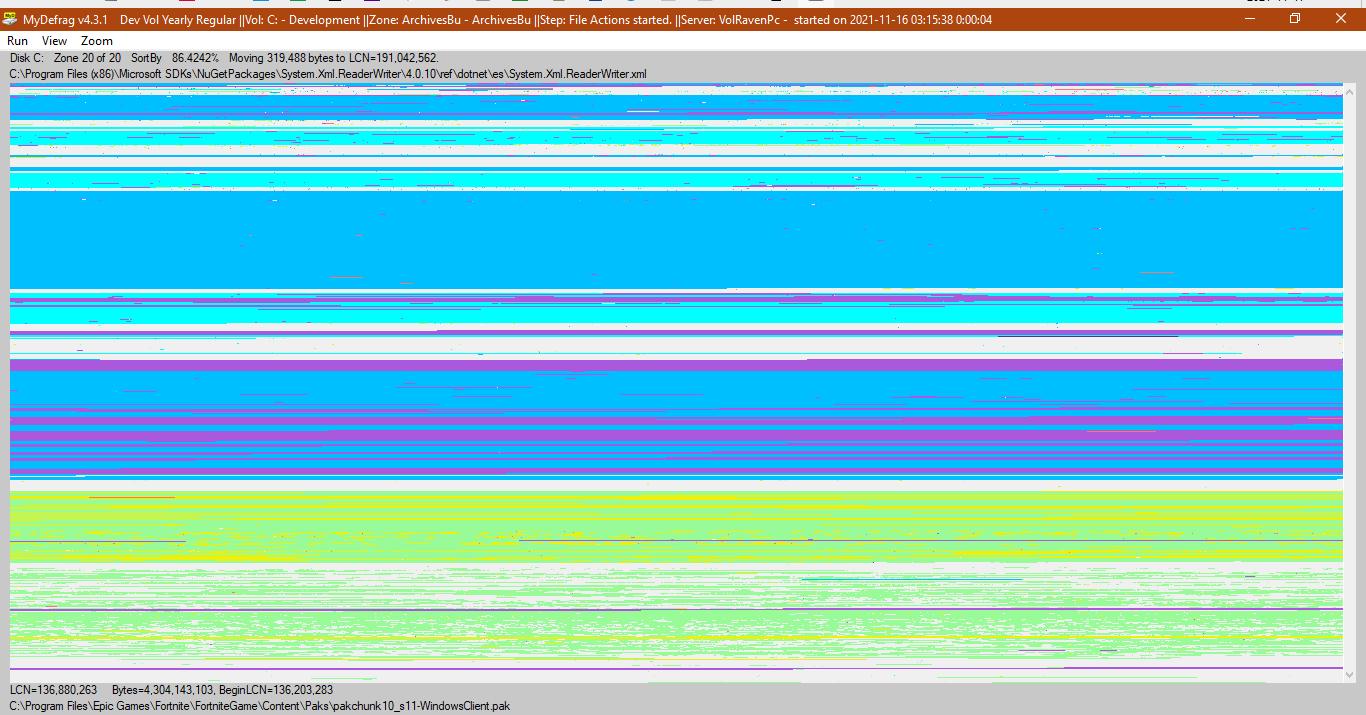 MyDefrag v4.3.1 Dev Vol Yearly Regular ||Vol: C: - Development ||Zone: ArchivesBu - ArchivesBu ||Step: File Actions started. ||Server: VolRavenPc - started on 2021-11-16 03:15:38 0:00:04
Run View Zoom
Disk C: Zone 20 of 20 SortBy 86.4242% Moving 319,488 bytes to LCN=191,042,562.
C:\Program Files (x86)\Microsoft SDKs\NuGetPackages\System.Xml.ReaderWriter\4.0.10\ref\dotnet\es\System.Xml.ReaderWriter.xml
LCN=136,880,263 Bytes=4,304,143,103, BeginLCN=136,203,283
C:\Program Files\Epic Games\Fortnite\FortniteGame\Content\Paks\pakchunk10_s11-WindowsClient.pak